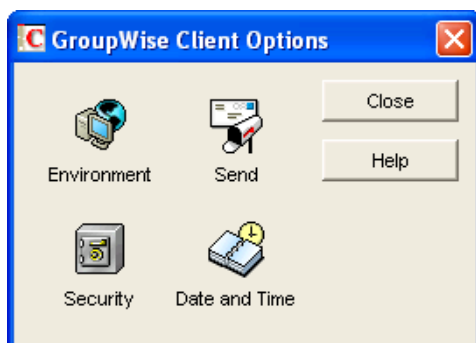 GroupWise Client Options
Close
Environment
Send
Help
Security
Date and Time